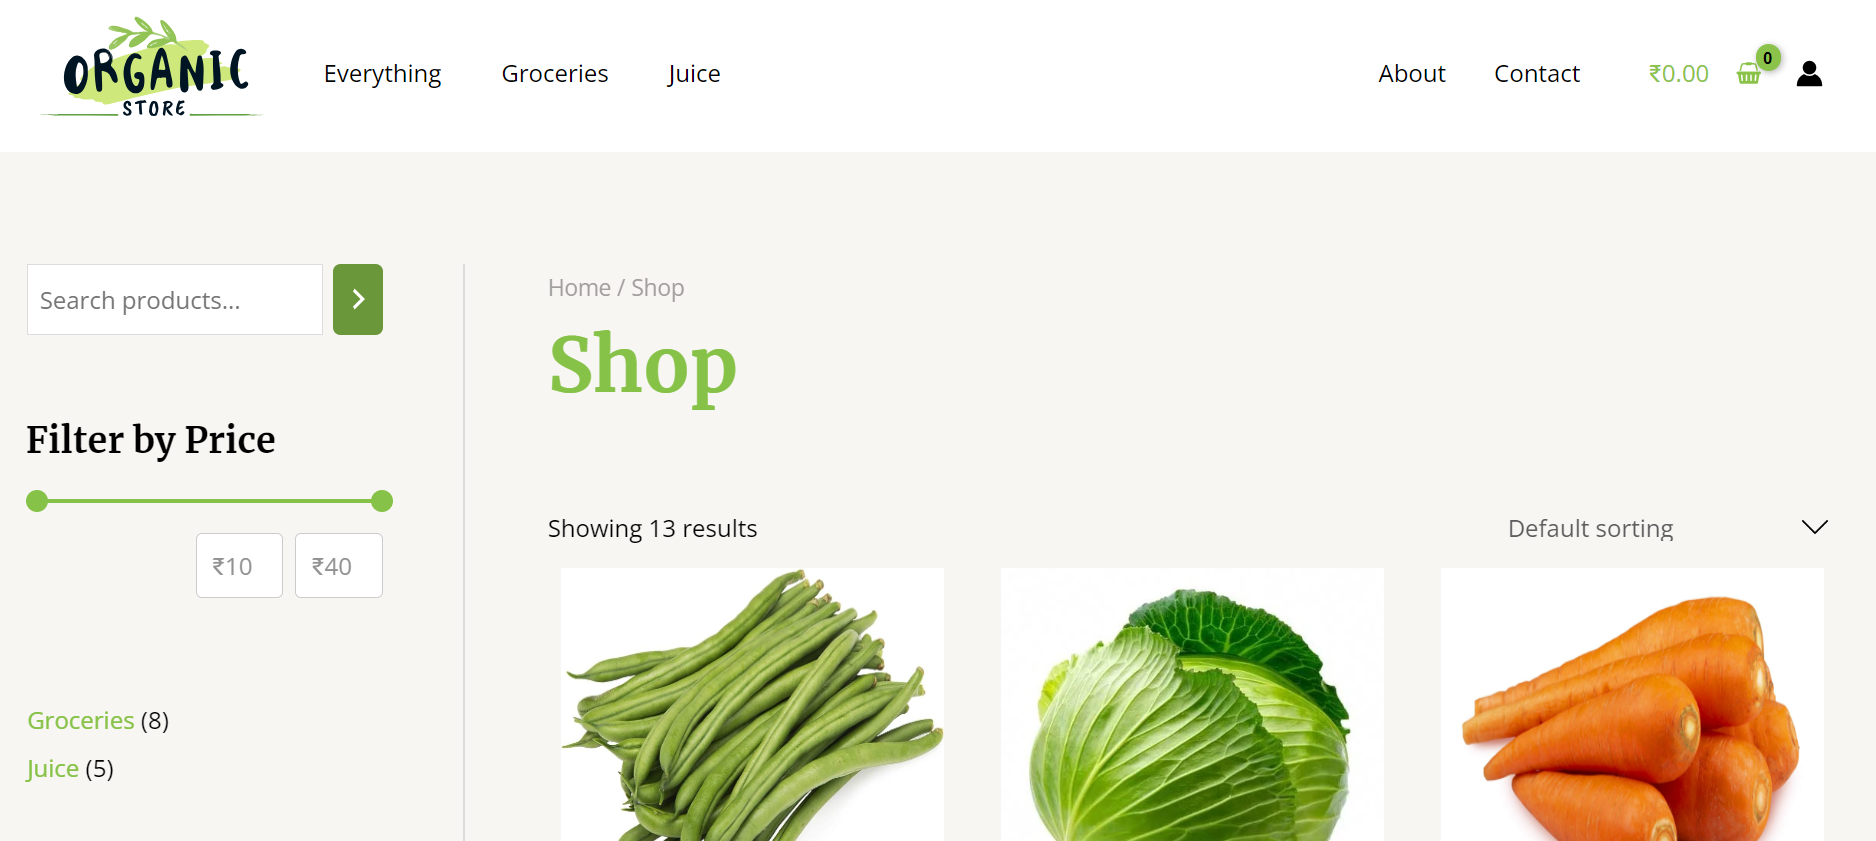 ORGANIC
STORE
Everything
Groceries
Juice
About
Contact
₹0.00
0
Search products...
Filter by Price
₹10
₹40
Groceries (8)
Juice (5)
Home / Shop
Shop
Showing 13 results
Default sorting